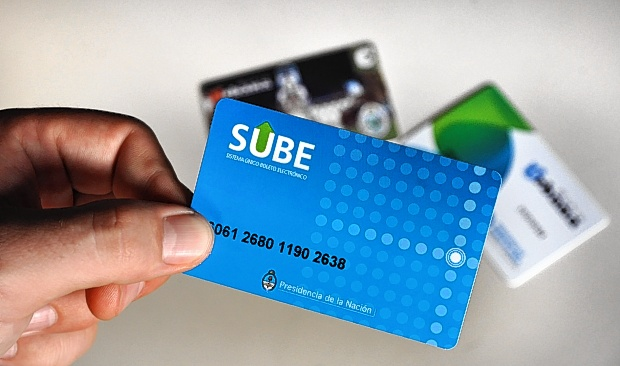 SUBE
SISTEMA ÚNICO BOLETO ELECTRÓNICO
6061 2680 1190 2638
Presidencia de la Nación